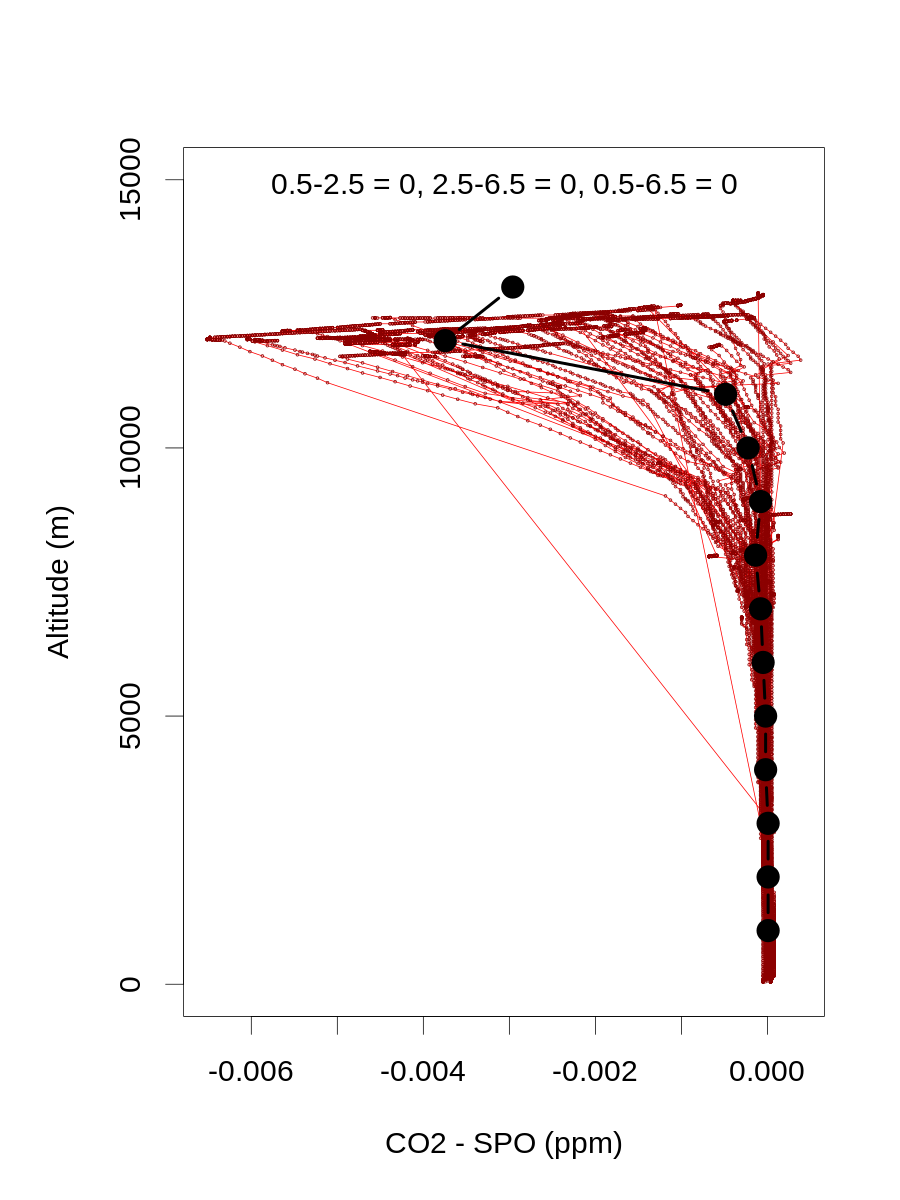 0.5-2.5 = 0, 2.5-6.5 = 0, 0.5-6.5 = 0
15000
10000
5000
0
Altitude (m)
-0.006 -0.004 -0.002 0.000
CO2 - SPO (ppm)